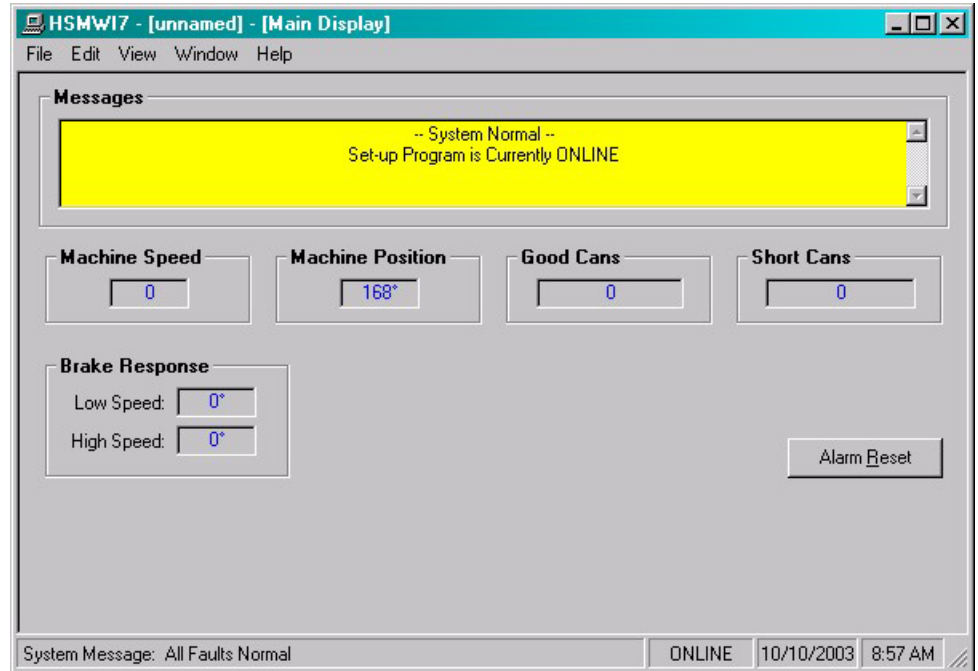 HSMWI7 - [unnamed] - [Main Display]
File Edit View Window Help
Messages
-- System Normal --
Set-up Program is Currently ONLINE
Machine Speed Machine Position Good Cans Short Cans
0 168° 0 0
Brake Response
Low Speed: 0°
High Speed: 0°
Alarm Reset
System Message: All Faults Normal ONLINE 10/10/2003 8:57 AM